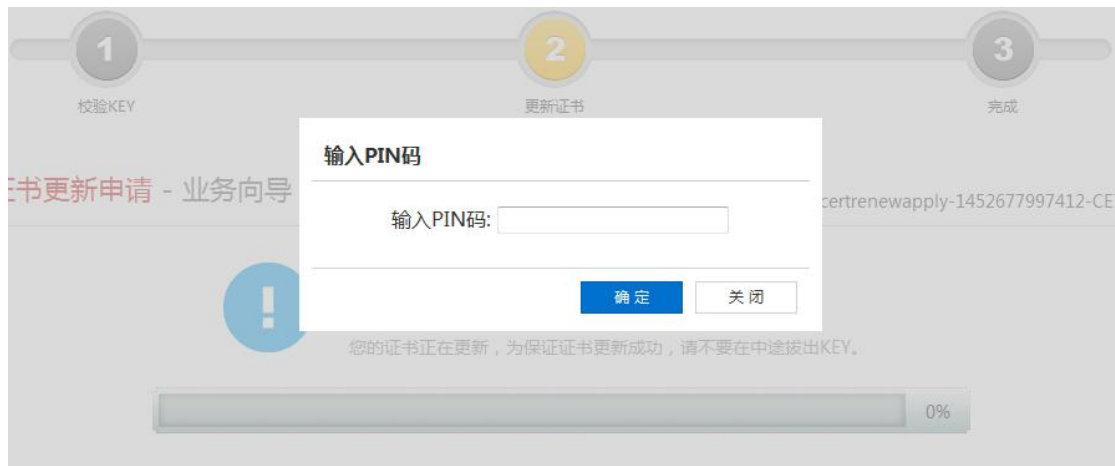 1
2
3
校验KEY
更新证书
完成
输入PIN码
书更新申请 - 业务向导
certrenewapply-1452677997412-CE
输入PIN码:
确 定
关 闭
!
您的证书正在更新，为保证证书更新成功，请不要在中途拔出KEY。
0%